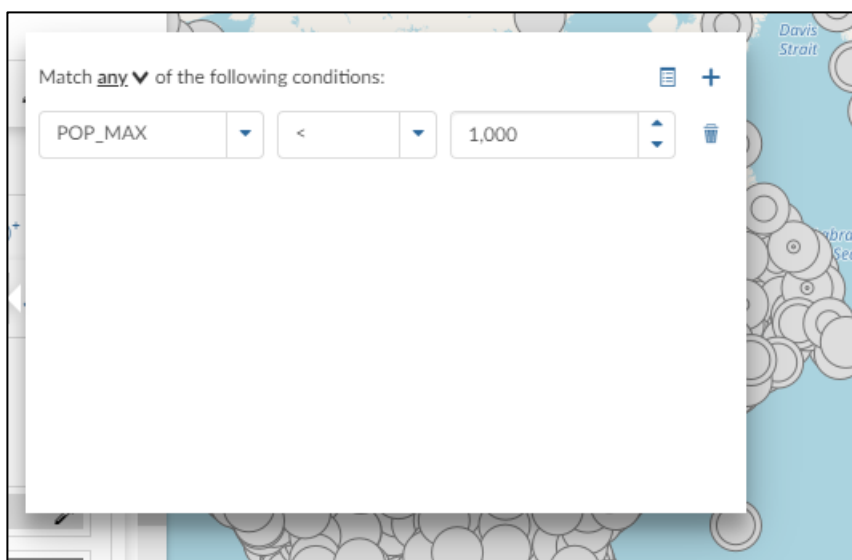 Davis
Strait
Match any of the following conditions:
POP_MAX
<
1,000